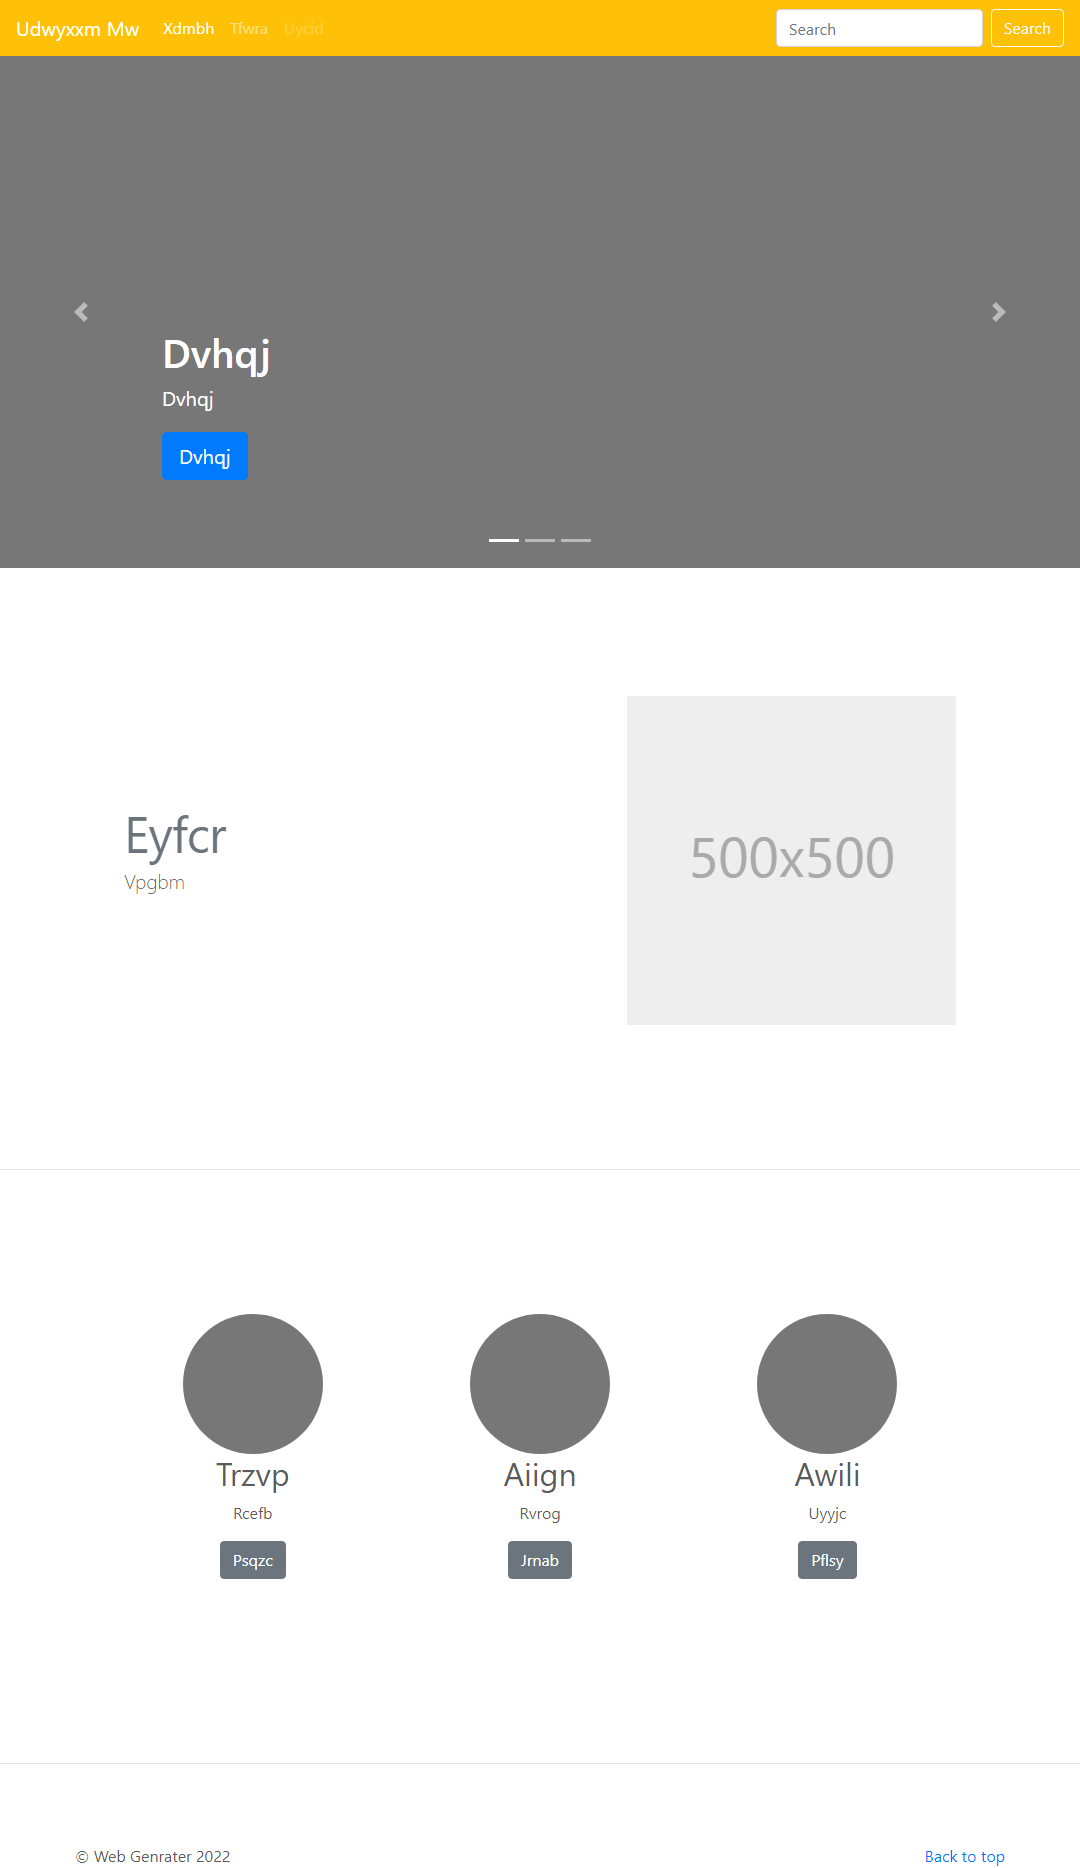 Udwyxxm Mw Xdmbh Tfwra Uycid Search Search
Dvhqj
Dvhqj
Dvhqj
Eyfcr
Vpgbm
500x500
Trzvp Aiign Awili
Rcefb Rvrog Uyyjc
Psqzc Jrnab Pflsy
© Web Genrater 2022 Back to top